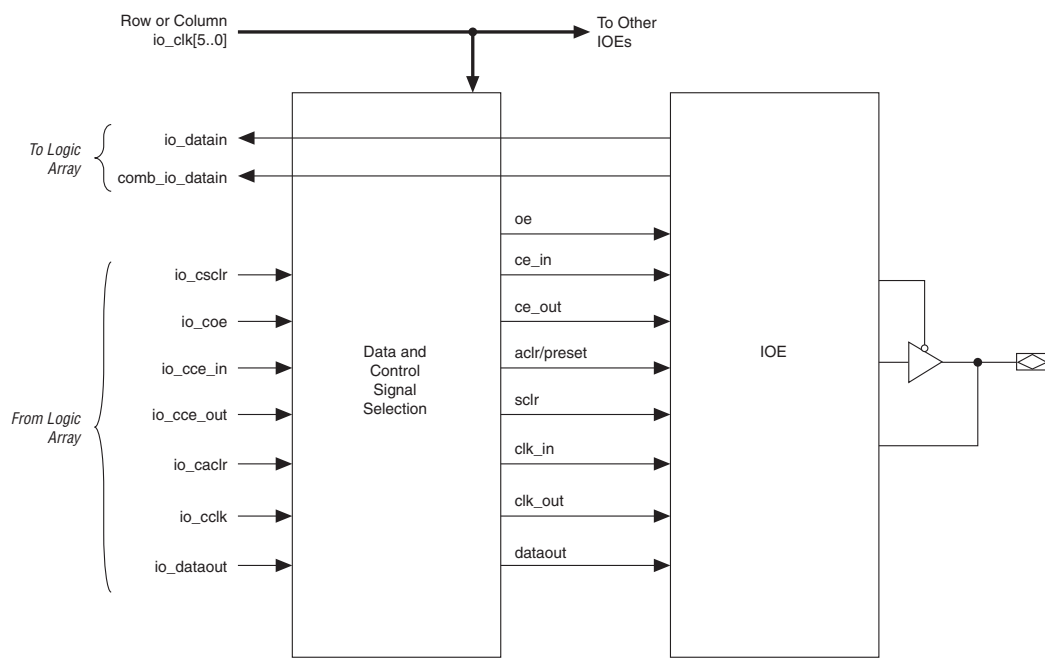 Row or Column
io_clk[5..0]
To Other
IOEs
To Logic
Array
io_datain
comb_io_datain
oe
ce_in
ce_out
aclr/preset
sclr
clk_in
clk_out
dataout
From Logic
Array
io_csclr
io_coe
io_cce_in
io_cce_out
io_caclr
io_cclk
io_dataout
Data and
Control
Signal
Selection
IOE